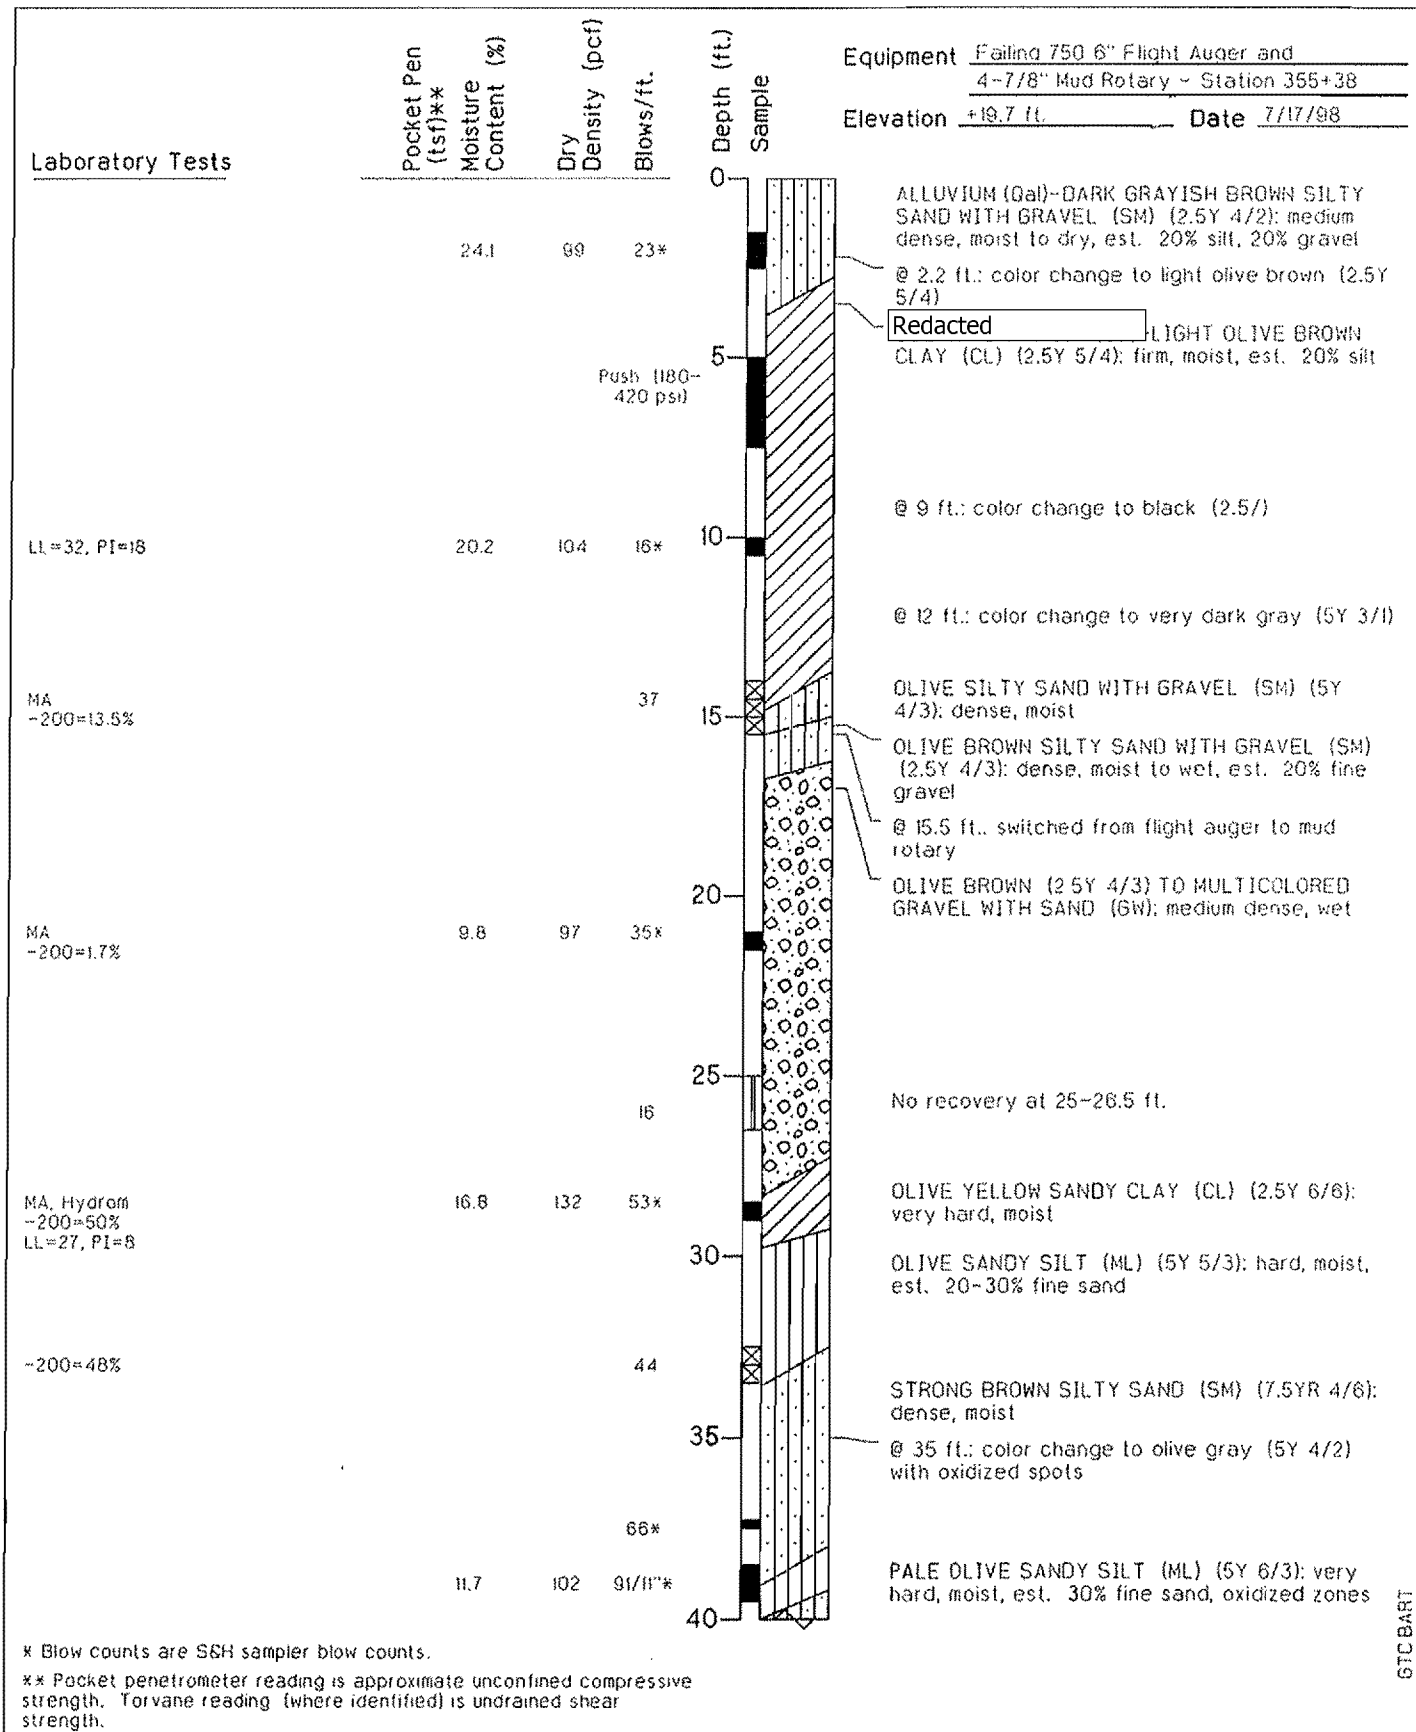 Equipment Failing 750 6" Flight Auger and
4-7/8" Mud Rotary - Station 355+38
Elevation +19.7 ft. Date 7/17/98
Laboratory Tests
Pocket Pen (tsf)**
Moisture Content (%)
Dry Density (pcf)
Blows/ft.
Depth (ft.)
Sample
0
ALLUVIUM (Qal)-DARK GRAYISH BROWN SILTY
SAND WITH GRAVEL (SM) (2.5Y 4/2): medium
dense, moist to dry, est. 20% silt, 20% gravel
24.1 99 23*
@ 2.2 ft.: color change to light olive brown (2.5Y
5/4)
Redacted
-LIGHT OLIVE BROWN
CLAY (CL) (2.5Y 5/4): firm, moist, est. 20% silt
5
Push (180-
420 psi)
@ 9 ft.: color change to black (2.5/)
10
LL=32, PI=18 20.2 104 16*
@ 12 ft.: color change to very dark gray (5Y 3/1)
OLIVE SILTY SAND WITH GRAVEL (SM) (5Y
4/3): dense, moist
MA 37
-200=13.5%
15
OLIVE BROWN SILTY SAND WITH GRAVEL (SM)
(2.5Y 4/3): dense, moist to wet, est. 20% fine
gravel
@ 15.5 ft.. switched from flight auger to mud
rotary
OLIVE BROWN (2 5Y 4/3) TO MULTICOLORED
GRAVEL WITH SAND (GW): medium dense, wet
20
MA 9.8 97 35*
-200=1.7%
25
No recovery at 25-26.5 ft.
16
OLIVE YELLOW SANDY CLAY (CL) (2.5Y 6/6):
very hard, moist
MA, Hydrom 16.8 132 53*
-200=50%
LL=27, PI=8
30
OLIVE SANDY SILT (ML) (5Y 5/3): hard, moist,
est. 20-30% fine sand
-200=48% 44
STRONG BROWN SILTY SAND (SM) (7.5YR 4/6):
dense, moist
35
@ 35 ft.: color change to olive gray (5Y 4/2)
with oxidized spots
66*
PALE OLIVE SANDY SILT (ML) (5Y 6/3): very
hard, moist, est. 30% fine sand, oxidized zones
11.7 102 91/11"*
40
GTC BART
* Blow counts are S&H sampler blow counts.
** Pocket penetrometer reading is approximate unconfined compressive
strength. Torvane reading (where identified) is undrained shear
strength.